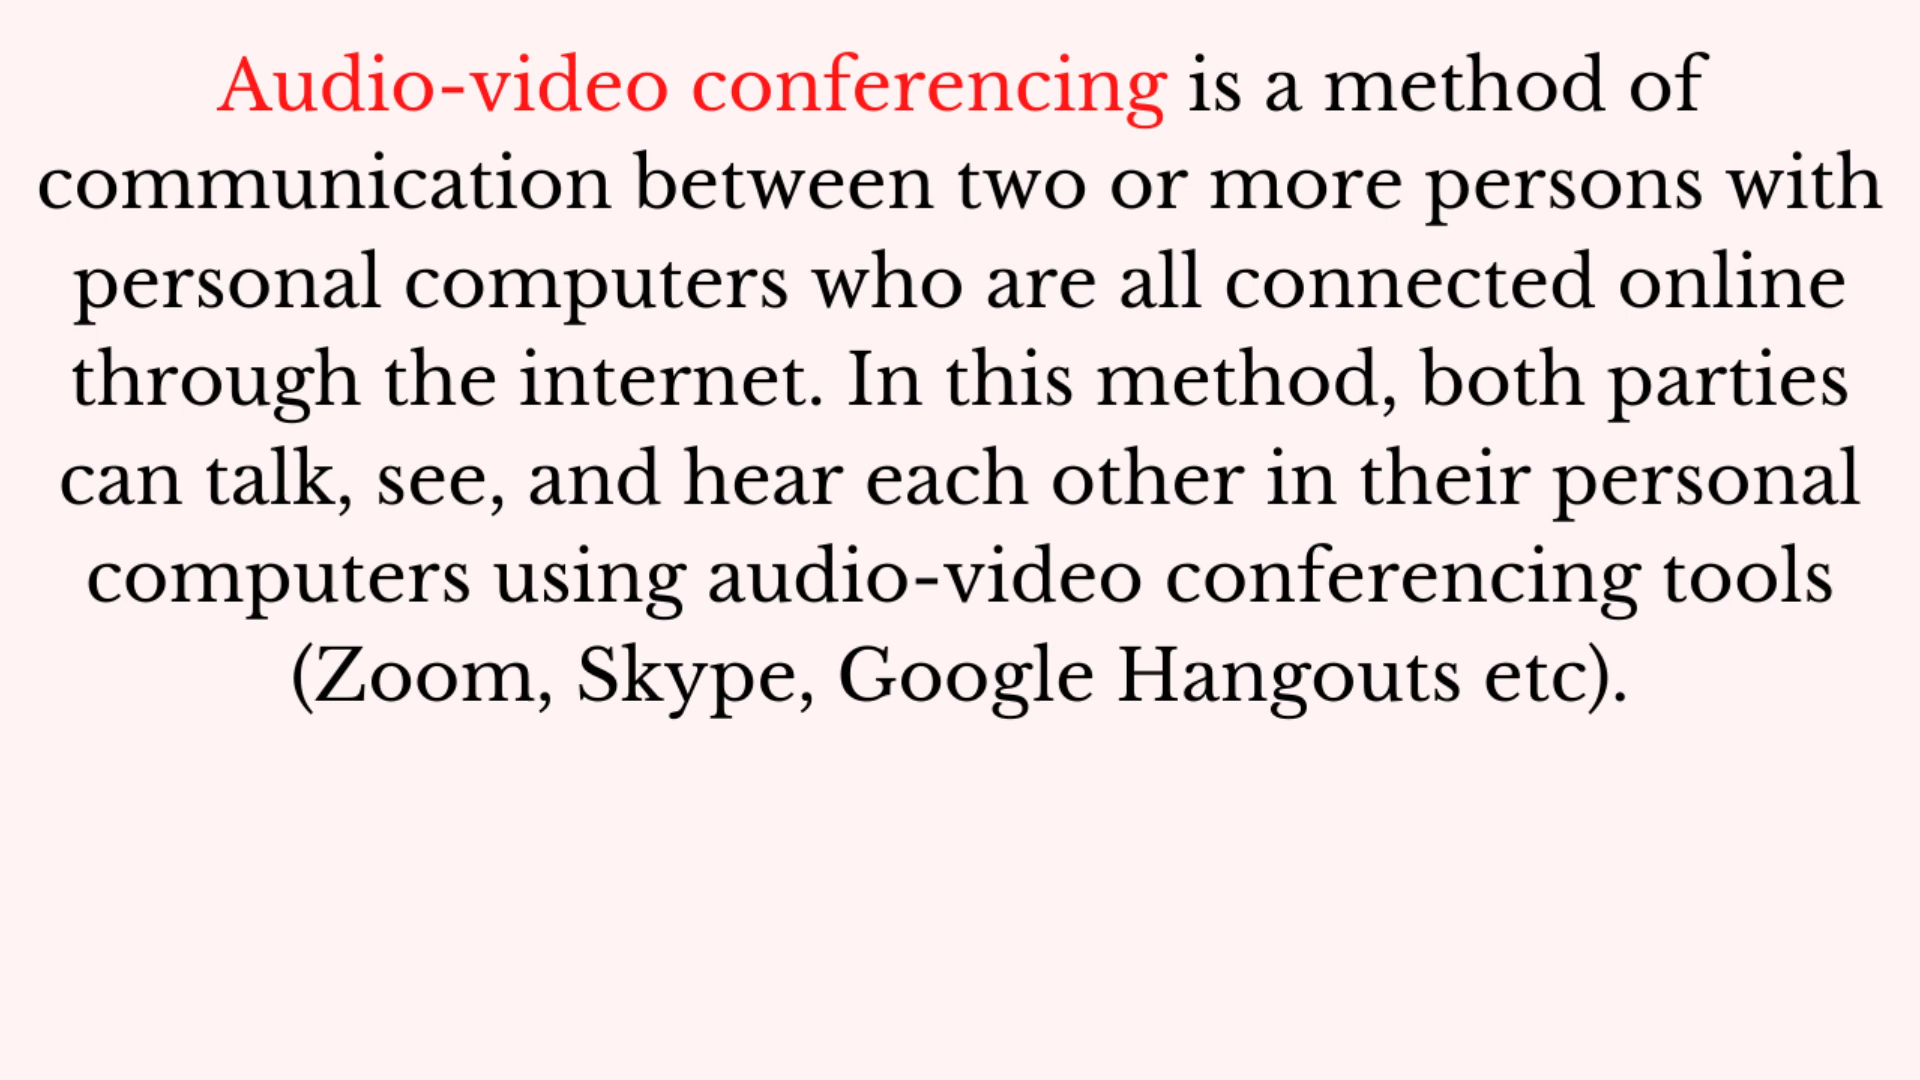 Audio-video conferencing is a method of
communication between two or more persons with
personal computers who are all connected online
through the internet. In this method, both parties
can talk, see, and hear each other in their personal
computers using audio-video conferencing tools
(Zoom, Skype, Google Hangouts etc).